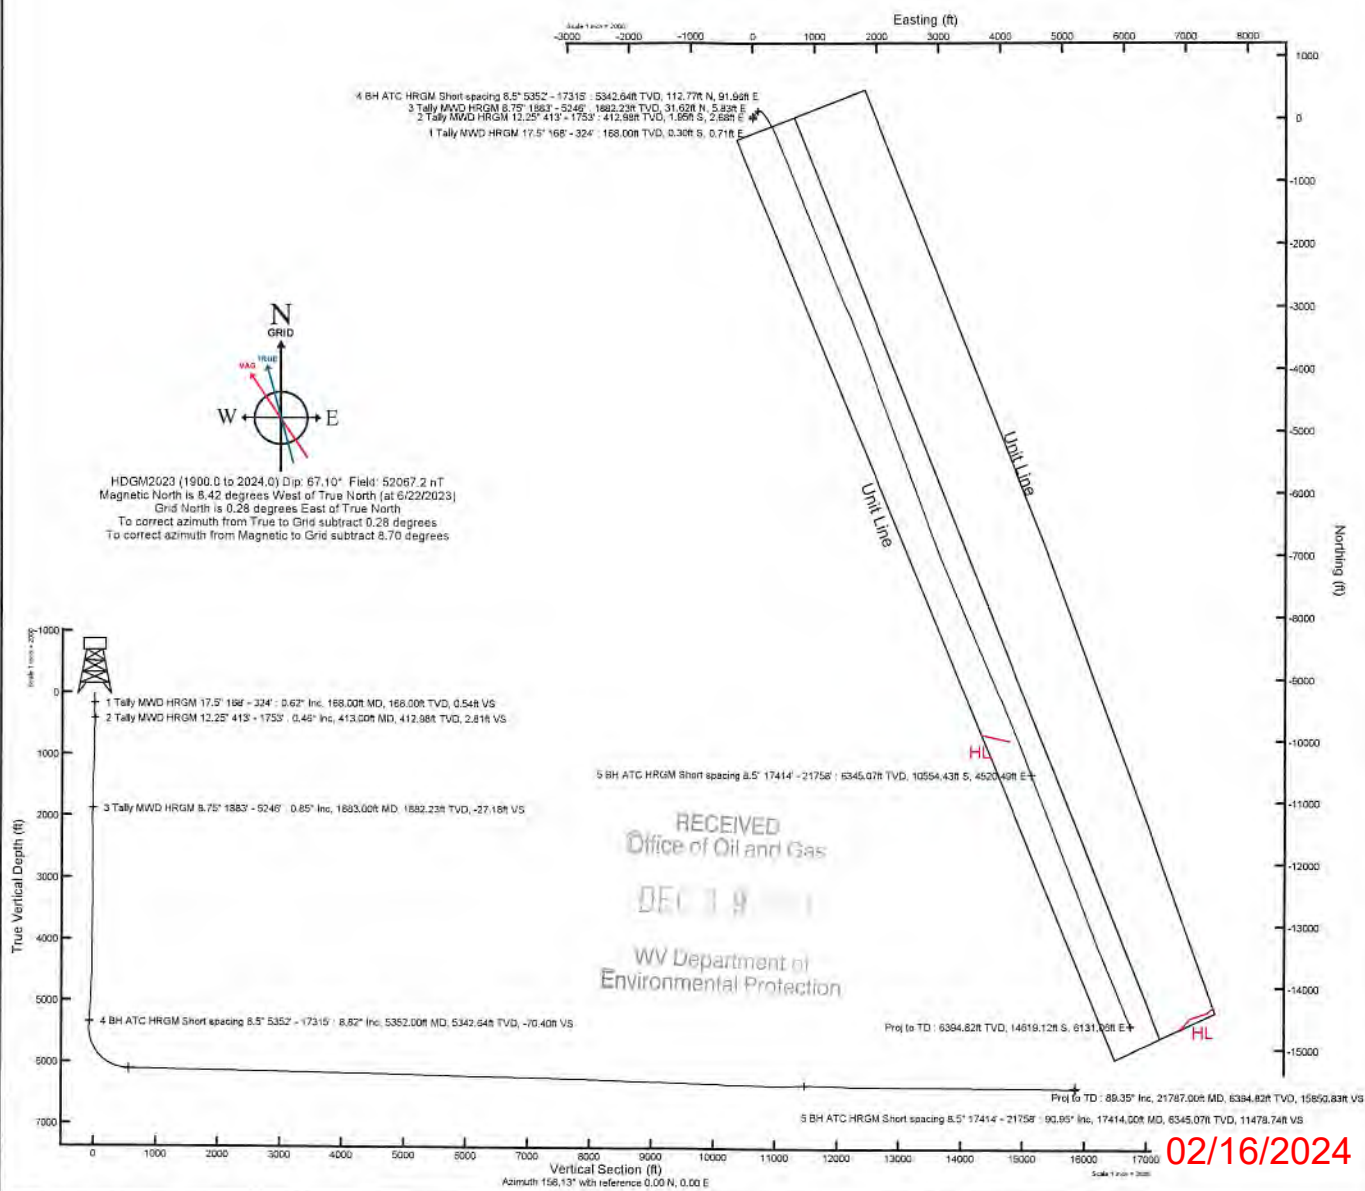 Easting (ft)
Scale 1 inch = 2000
-3000 -2000 -1000 0 1000 2000 3000 4000 5000 6000 7000 8000
4 BH ATC HRGM Short spacing 8.5" 5352' - 17315' : 5342.64ft TVD, 112.77ft N, 91.96ft E
3 Tally MWD HRGM 8.75" 1883' - 5246' : 1882.23ft TVD, 31.62ft N, 5.83ft E
2 Tally MWD HRGM 12.25" 413' - 1753' : 412.98ft TVD, 1.95ft S, 2.68ft E
1 Tally MWD HRGM 17.5" 168' - 324' : 168.00ft TVD, 0.30ft S, 0.71ft E
1000
0
-1000
-2000
-3000
-4000
-5000
-6000
-7000
-8000
-9000
-10000
-11000
-12000
-13000
-14000
-15000
Northing (ft)
Unit Line
Unit Line
N
GRID
TRUE
MAG
W E
HDGM2023 (1900.0 to 2024.0) Dip: 67.10° Field: 52067.2 nT
Magnetic North is 8.42 degrees West of True North (at 6/22/2023)
Grid North is 0.28 degrees East of True North
To correct azimuth from True to Grid subtract 0.28 degrees
To correct azimuth from Magnetic to Grid subtract 8.70 degrees
HL
5 BH ATC HRGM Short spacing 8.5" 17414' - 21758' : 6345.07ft TVD, 10554.43ft S, 4520.49ft E
RECEIVED
Office of Oil and Gas
DEC 19
WV Department of
Environmental Protection
Proj to TD : 6394.82ft TVD, 14619.12ft S, 6131.06ft E
HL
Scale 1 inch = 2000
-1000
0
1000
2000
3000
4000
5000
6000
7000
True Vertical Depth (ft)
1 Tally MWD HRGM 17.5" 168' - 324' : 0.62° Inc, 168.00ft MD, 168.00ft TVD, 0.54ft VS
2 Tally MWD HRGM 12.25" 413' - 1753' : 0.46° Inc, 413.00ft MD, 412.98ft TVD, 2.81ft VS
3 Tally MWD HRGM 8.75" 1883' - 5246' : 0.85° Inc, 1883.00ft MD, 1882.23ft TVD, -27.18ft VS
4 BH ATC HRGM Short spacing 8.5" 5352' - 17315' : 8.82° Inc, 5352.00ft MD, 5342.64ft TVD, -70.40ft VS
Proj to TD : 89.35° Inc, 21787.00ft MD, 6394.82ft TVD, 15850.83ft VS
5 BH ATC HRGM Short spacing 8.5" 17414' - 21758' : 90.95° Inc, 17414.00ft MD, 6345.07ft TVD, 11478.74ft VS
0 1000 2000 3000 4000 5000 6000 7000 8000 9000 10000 11000 12000 13000 14000 15000 16000 17000
Vertical Section (ft)
Azimuth 156.13° with reference 0.00 N, 0.00 E
Scale 1 inch = 2000
02/16/2024